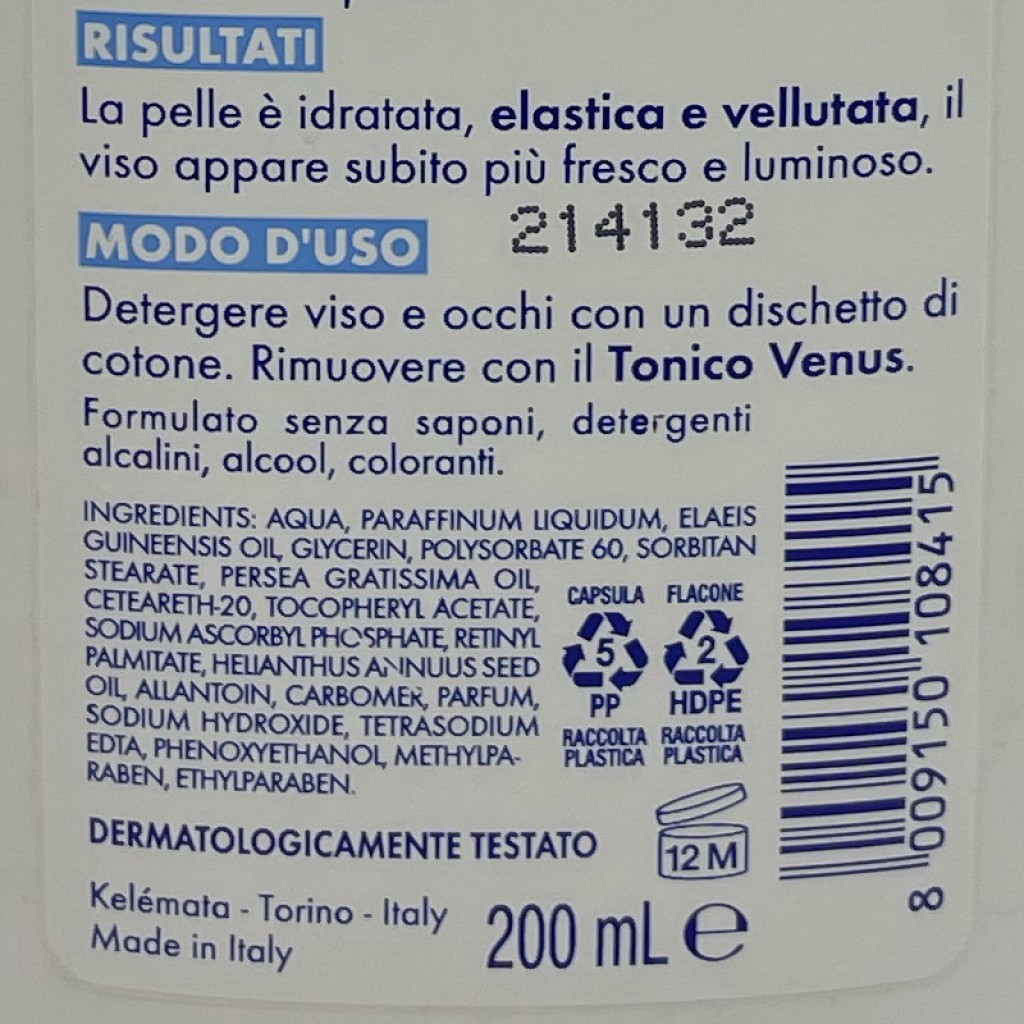 RISULTATI
La pelle è idratata, elastica e vellutata, il
viso appare subito più fresco e luminoso.
214132
MODO D'USO
Detergere viso e occhi con un dischetto di
cotone. Rimuovere con il Tonico Venus.
Formulato senza saponi, detergenti
alcalini, alcool, coloranti.
INGREDIENTS: AQUA, PARAFFINUM LIQUIDUM, ELAEIS
GUINEENSIS OIL, GLYCERIN, POLYSORBATE 60, SORBITAN
STEARATE, PERSEA GRATISSIMA OIL,
CETEARETH-20, TOCOPHERYL ACETATE,
SODIUM ASCORBYL PHOSPHATE, RETINYL
PALMITATE, HELIANTHUS ANNUUS SEED
OIL, ALLANTOIN, CARBOMER, PARFUM,
SODIUM HYDROXIDE, TETRASODIUM
EDTA, PHENOXYETHANOL, METHYLPA-
RABEN, ETHYLPARABEN.
CAPSULA FLACONE
5 2
PP HDPE
RACCOLTA RACCOLTA
PLASTICA PLASTICA
DERMATOLOGICAMENTE TESTATO
12 M
Kelémata - Torino - Italy
Made in Italy
200 mL e
8 009150 108415